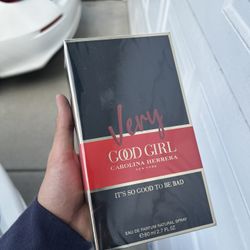 Very
GOOD GIRL
CAROLINA HERRERA
NEW YORK
IT'S SO GOOD TO BE BAD
EAU DE PARFUM NATURAL SPRAY
℮ 80 ml 2.7 FL.OZ